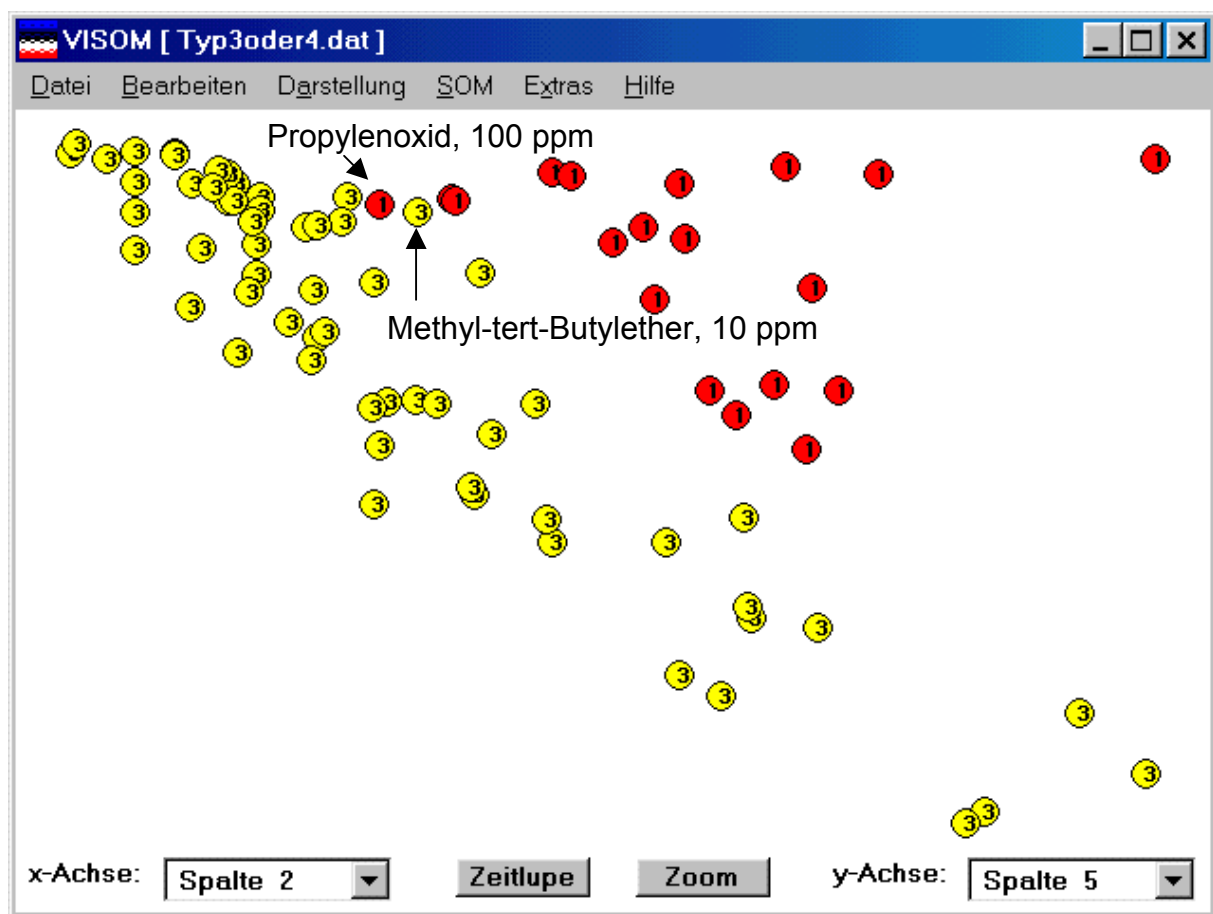 VISOM [ Typ3oder4.dat ]
Datei Bearbeiten Darstellung SOM Extras Hilfe
Propylenoxid, 100 ppm
Methyl-tert-Butylether, 10 ppm
x-Achse: Spalte 2 Zeitlupe Zoom y-Achse: Spalte 5